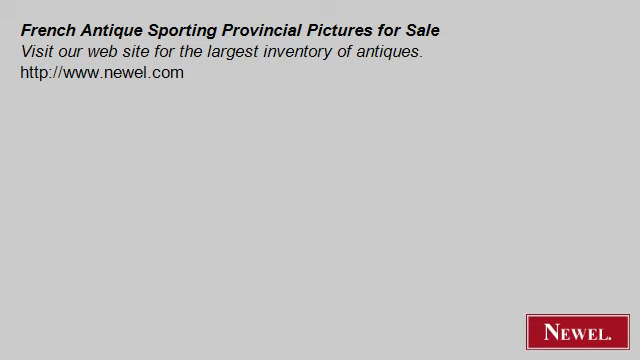 French Antique Sporting Provincial Pictures for Sale
Visit our web site for the largest inventory of antiques.
http://www.newel.com
NEWEL.